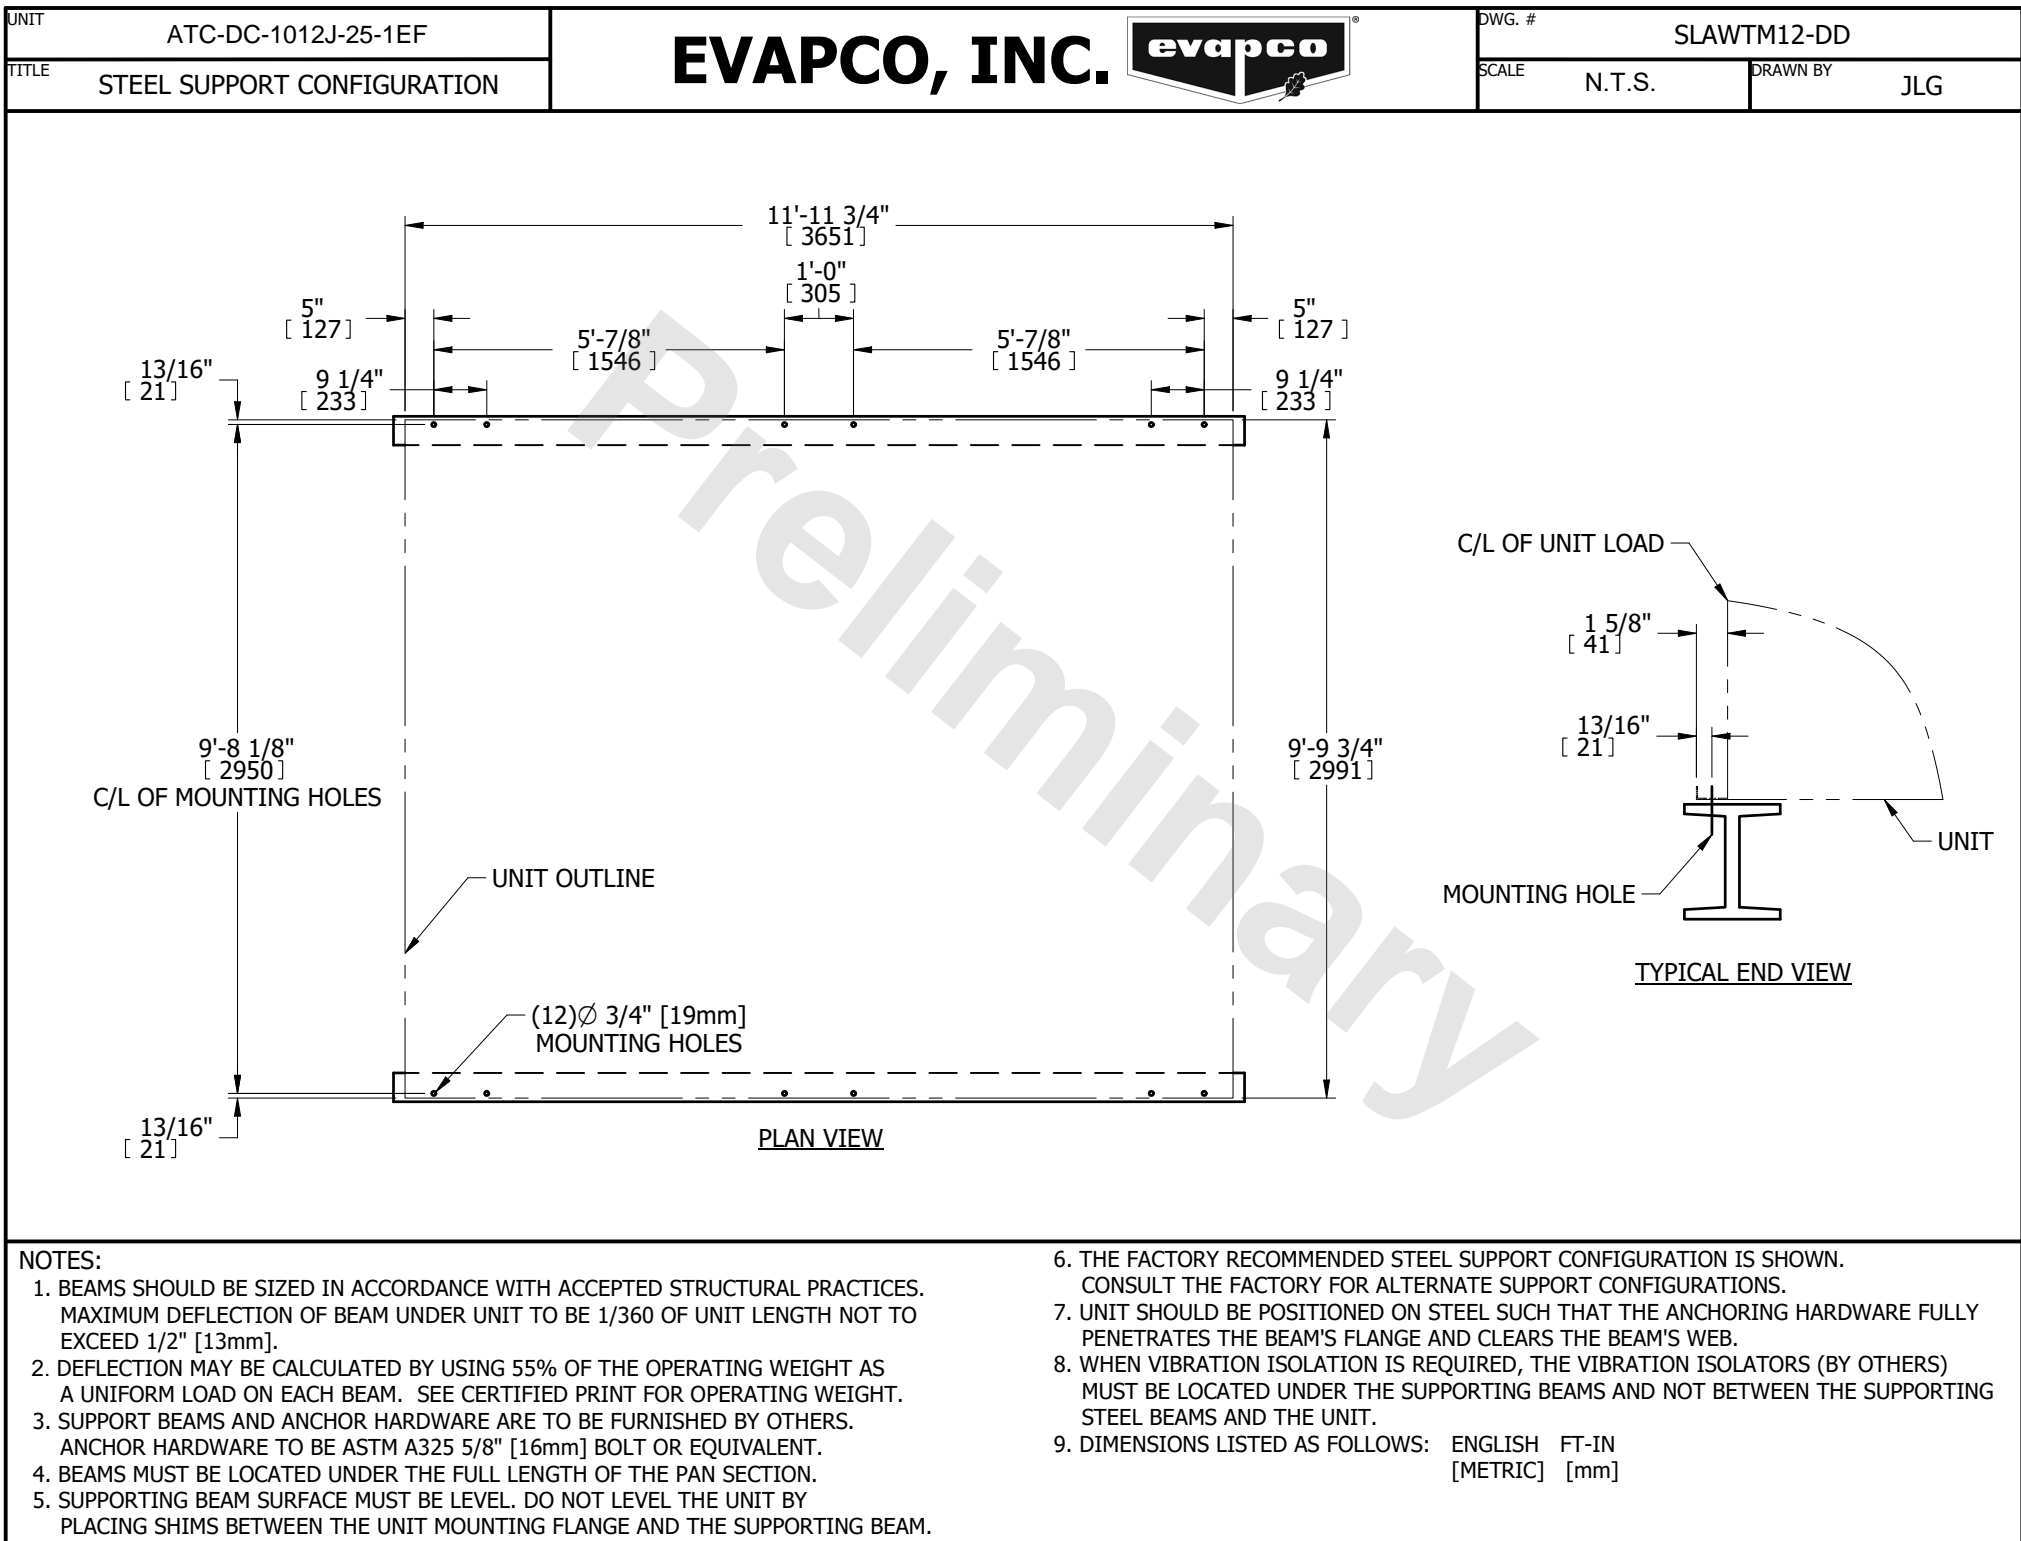 UNIT
ATC-DC-1012J-25-1EF
TITLE
STEEL SUPPORT CONFIGURATION
EVAPCO, INC.
evapco
®
DWG. #
SLAWTM12-DD
SCALE
N.T.S.
DRAWN BY
JLG
11'-11 3/4"
[ 3651 ]
1'-0"
[ 305 ]
5"
[ 127 ]
5"
[ 127 ]
5'-7/8"
[ 1546 ]
5'-7/8"
[ 1546 ]
13/16"
[ 21 ]
9 1/4"
[ 233 ]
9 1/4"
[ 233 ]
Preliminary
C/L OF UNIT LOAD
1 5/8"
[ 41 ]
13/16"
[ 21 ]
9'-8 1/8"
[ 2950 ]
C/L OF MOUNTING HOLES
9'-9 3/4"
[ 2991 ]
UNIT
MOUNTING HOLE
UNIT OUTLINE
TYPICAL END VIEW
(12)∅ 3/4" [19mm]
MOUNTING HOLES
13/16"
[ 21 ]
PLAN VIEW
NOTES:
1. BEAMS SHOULD BE SIZED IN ACCORDANCE WITH ACCEPTED STRUCTURAL PRACTICES.
MAXIMUM DEFLECTION OF BEAM UNDER UNIT TO BE 1/360 OF UNIT LENGTH NOT TO
EXCEED 1/2" [13mm].
2. DEFLECTION MAY BE CALCULATED BY USING 55% OF THE OPERATING WEIGHT AS
A UNIFORM LOAD ON EACH BEAM. SEE CERTIFIED PRINT FOR OPERATING WEIGHT.
3. SUPPORT BEAMS AND ANCHOR HARDWARE ARE TO BE FURNISHED BY OTHERS.
ANCHOR HARDWARE TO BE ASTM A325 5/8" [16mm] BOLT OR EQUIVALENT.
4. BEAMS MUST BE LOCATED UNDER THE FULL LENGTH OF THE PAN SECTION.
5. SUPPORTING BEAM SURFACE MUST BE LEVEL. DO NOT LEVEL THE UNIT BY
PLACING SHIMS BETWEEN THE UNIT MOUNTING FLANGE AND THE SUPPORTING BEAM.
6. THE FACTORY RECOMMENDED STEEL SUPPORT CONFIGURATION IS SHOWN.
CONSULT THE FACTORY FOR ALTERNATE SUPPORT CONFIGURATIONS.
7. UNIT SHOULD BE POSITIONED ON STEEL SUCH THAT THE ANCHORING HARDWARE FULLY
PENETRATES THE BEAM'S FLANGE AND CLEARS THE BEAM'S WEB.
8. WHEN VIBRATION ISOLATION IS REQUIRED, THE VIBRATION ISOLATORS (BY OTHERS)
MUST BE LOCATED UNDER THE SUPPORTING BEAMS AND NOT BETWEEN THE SUPPORTING
STEEL BEAMS AND THE UNIT.
9. DIMENSIONS LISTED AS FOLLOWS: ENGLISH FT-IN
[METRIC] [mm]